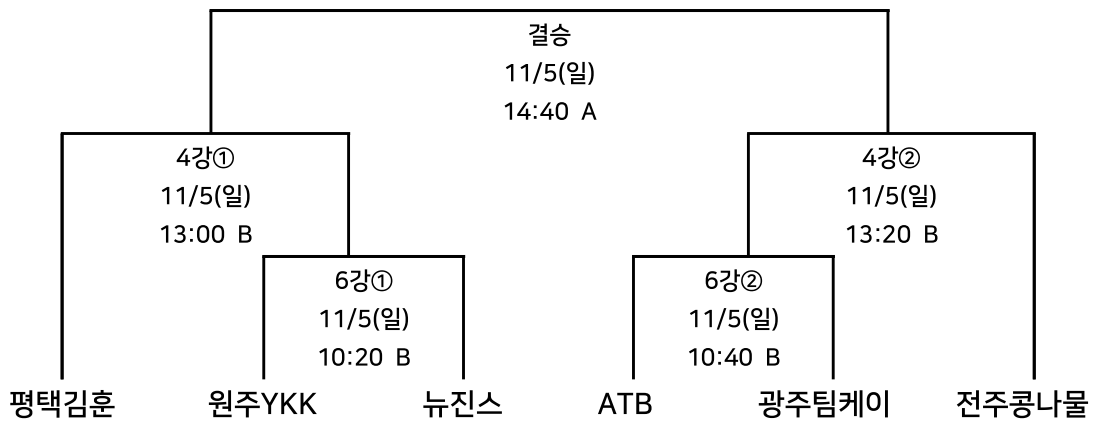 결승
11/5(일)
14:40 A
4강①
11/5(일)
13:00 B
4강②
11/5(일)
13:20 B
6강①
11/5(일)
10:20 B
6강②
11/5(일)
10:40 B
평택김훈
원주YKK
뉴진스
ATB
광주팀케이
전주콩나물